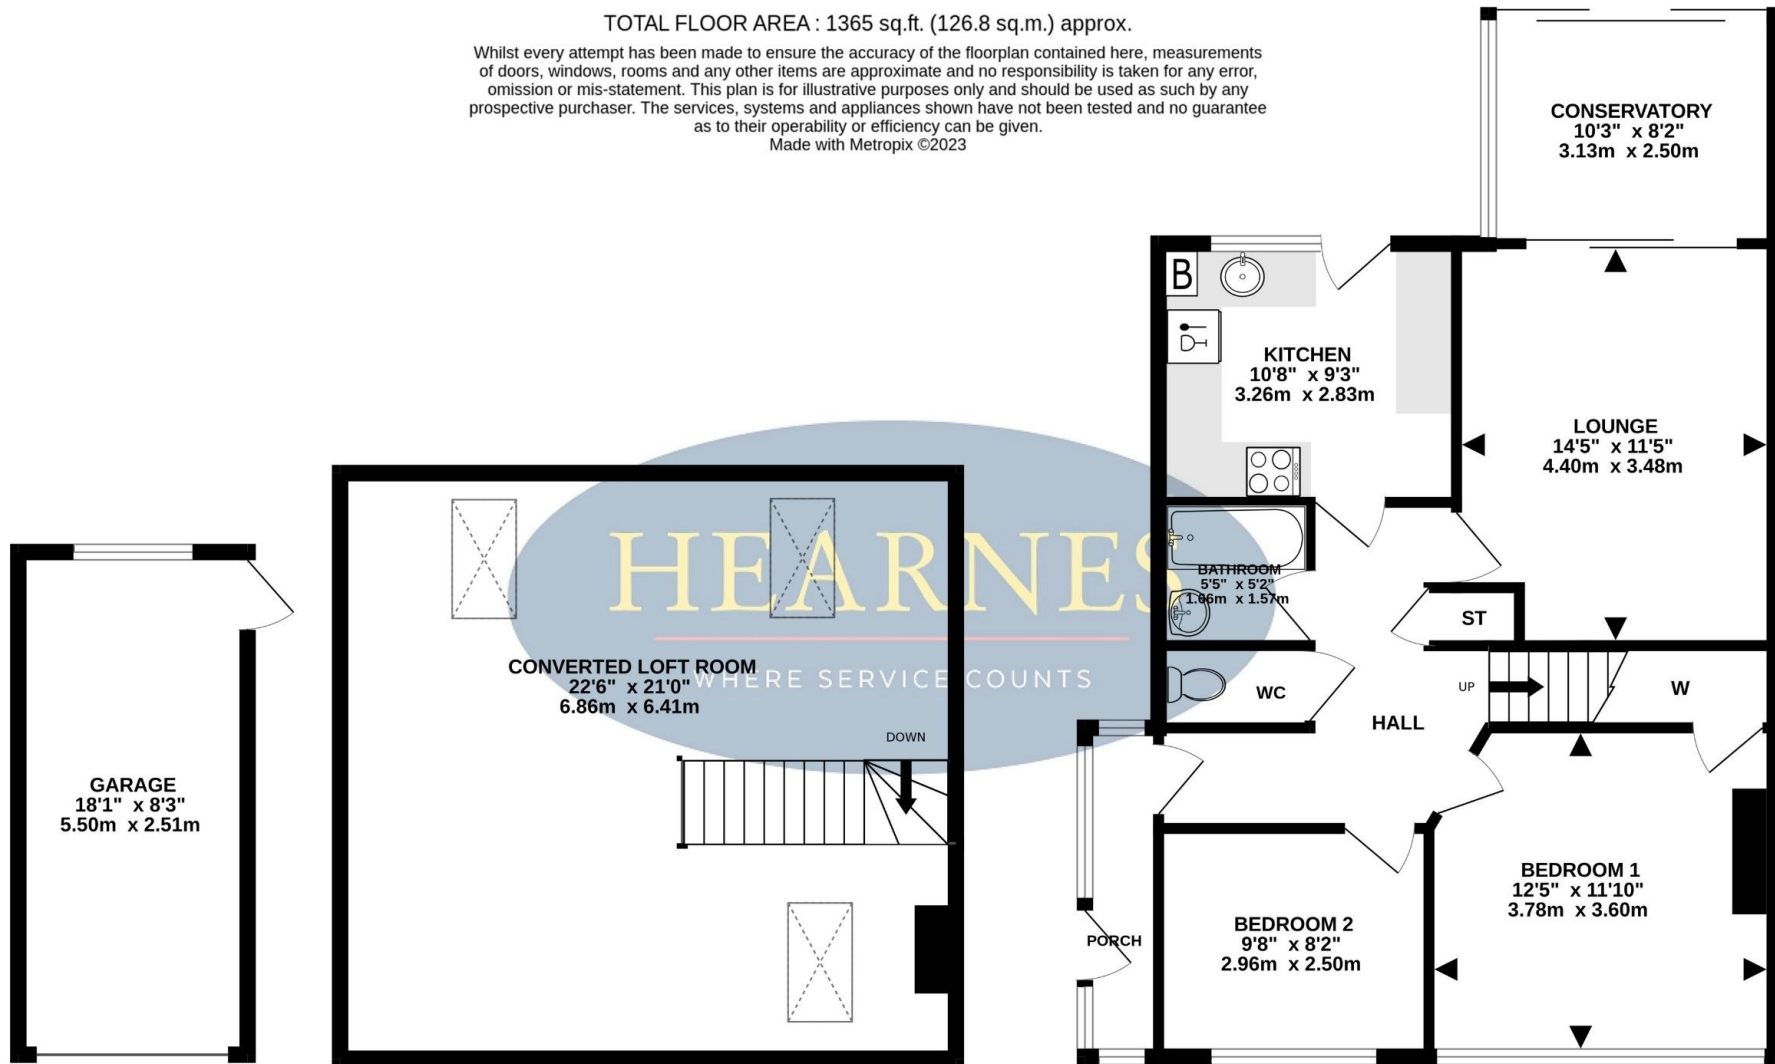 TOTAL FLOOR AREA : 1365 sq.ft. (126.8 sq.m.) approx.
Whilst every attempt has been made to ensure the accuracy of the floorplan contained here, measurements
of doors, windows, rooms and any other items are approximate and no responsibility is taken for any error,
omission or mis-statement. This plan is for illustrative purposes only and should be used as such by any
prospective purchaser. The services, systems and appliances shown have not been tested and no guarantee
as to their operability or efficiency can be given.
Made with Metropix ©2023
CONSERVATORY
10'3" x 8'2"
3.13m x 2.50m
B
KITCHEN
10'8" x 9'3"
3.26m x 2.83m
LOUNGE
14'5" x 11'5"
4.40m x 3.48m
HEARNES
WHERE SERVICE COUNTS
BATHROOM
5'5" x 5'2"
1.66m x 1.57m
ST
CONVERTED LOFT ROOM
22'6" x 21'0"
6.86m x 6.41m
DOWN
WC
UP
W
HALL
GARAGE
18'1" x 8'3"
5.50m x 2.51m
BEDROOM 1
12'5" x 11'10"
3.78m x 3.60m
PORCH
BEDROOM 2
9'8" x 8'2"
2.96m x 2.50m